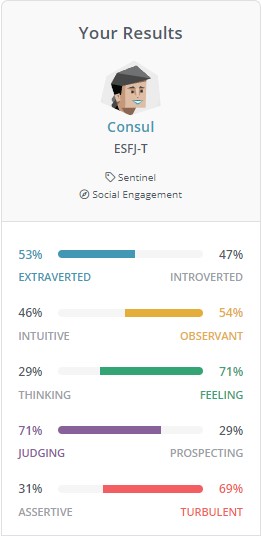 Your Results
Consul
ESFJ-T
Sentinel
Social Engagement
53% 47%
EXTRAVERTED INTROVERTED
46% 54%
INTUITIVE OBSERVANT
29% 71%
THINKING FEELING
71% 29%
JUDGING PROSPECTING
31% 69%
ASSERTIVE TURBULENT